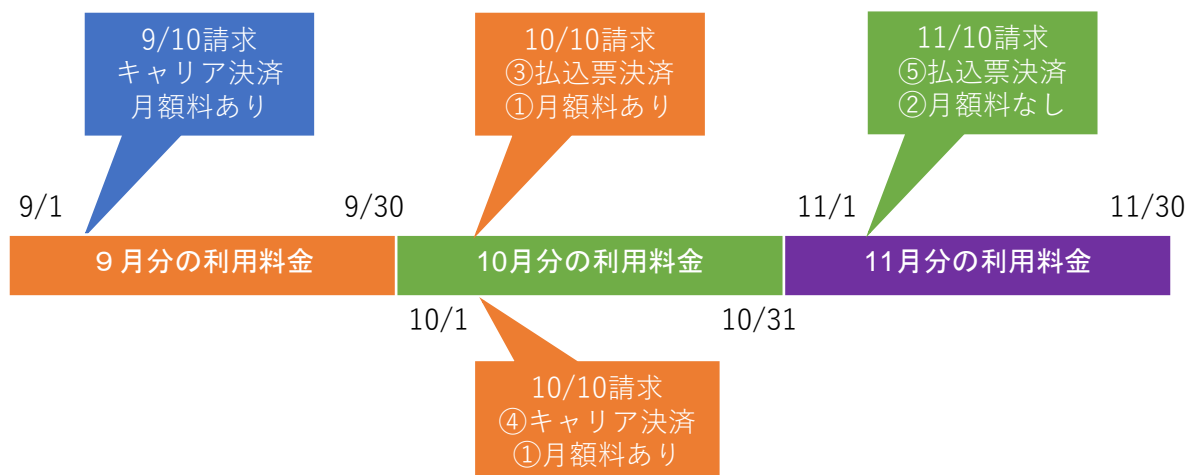 9/10請求
キャリア決済
月額料あり
10/10請求
③払込票決済
①月額料あり
11/10請求
⑤払込票決済
②月額料なし
9/1
9/30
11/1
11/30
９月分の利用料金
10月分の利用料金
11月分の利用料金
10/1
10/31
10/10請求
④キャリア決済
①月額料あり